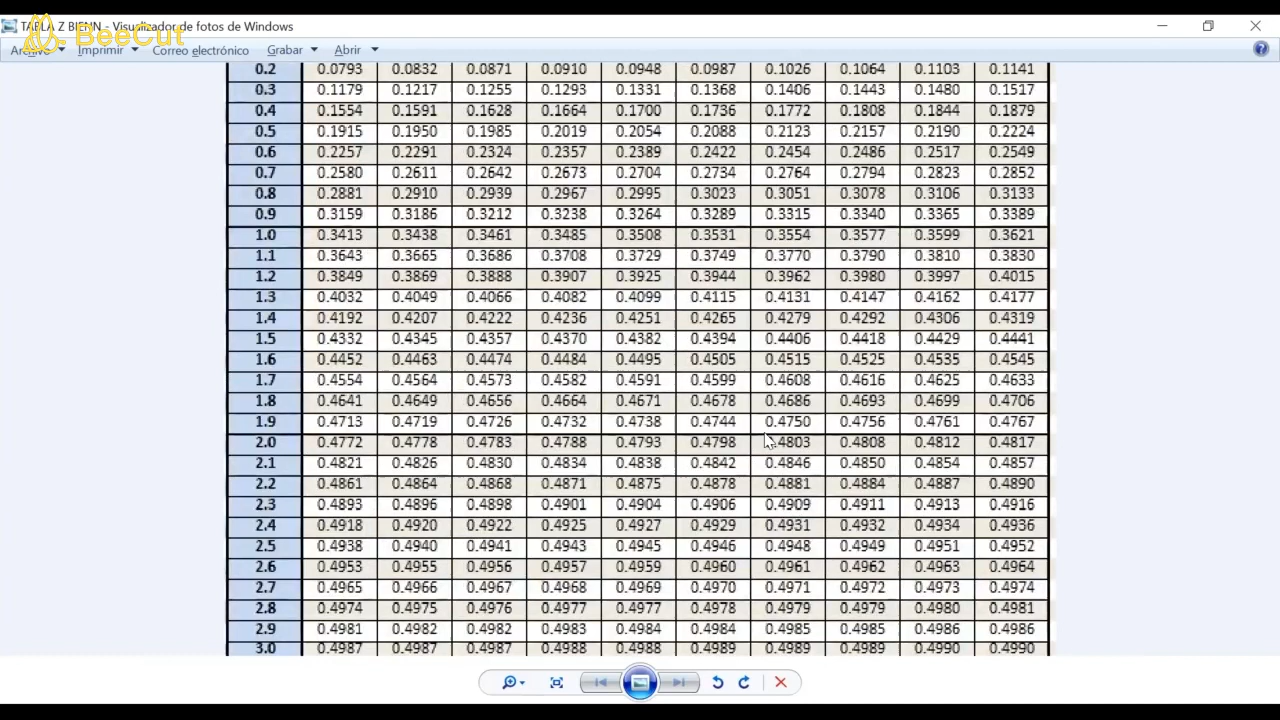 TABLA Z BIENN - Visualizador de fotos de Windows
BeeCut
Archivo Imprimir Correo electrónico Grabar Abrir
0.2 0.0793 0.0832 0.0871 0.0910 0.0948 0.0987 0.1026 0.1064 0.1103 0.1141
0.3 0.1179 0.1217 0.1255 0.1293 0.1331 0.1368 0.1406 0.1443 0.1480 0.1517
0.4 0.1554 0.1591 0.1628 0.1664 0.1700 0.1736 0.1772 0.1808 0.1844 0.1879
0.5 0.1915 0.1950 0.1985 0.2019 0.2054 0.2088 0.2123 0.2157 0.2190 0.2224
0.6 0.2257 0.2291 0.2324 0.2357 0.2389 0.2422 0.2454 0.2486 0.2517 0.2549
0.7 0.2580 0.2611 0.2642 0.2673 0.2704 0.2734 0.2764 0.2794 0.2823 0.2852
0.8 0.2881 0.2910 0.2939 0.2967 0.2995 0.3023 0.3051 0.3078 0.3106 0.3133
0.9 0.3159 0.3186 0.3212 0.3238 0.3264 0.3289 0.3315 0.3340 0.3365 0.3389
1.0 0.3413 0.3438 0.3461 0.3485 0.3508 0.3531 0.3554 0.3577 0.3599 0.3621
1.1 0.3643 0.3665 0.3686 0.3708 0.3729 0.3749 0.3770 0.3790 0.3810 0.3830
1.2 0.3849 0.3869 0.3888 0.3907 0.3925 0.3944 0.3962 0.3980 0.3997 0.4015
1.3 0.4032 0.4049 0.4066 0.4082 0.4099 0.4115 0.4131 0.4147 0.4162 0.4177
1.4 0.4192 0.4207 0.4222 0.4236 0.4251 0.4265 0.4279 0.4292 0.4306 0.4319
1.5 0.4332 0.4345 0.4357 0.4370 0.4382 0.4394 0.4406 0.4418 0.4429 0.4441
1.6 0.4452 0.4463 0.4474 0.4484 0.4495 0.4505 0.4515 0.4525 0.4535 0.4545
1.7 0.4554 0.4564 0.4573 0.4582 0.4591 0.4599 0.4608 0.4616 0.4625 0.4633
1.8 0.4641 0.4649 0.4656 0.4664 0.4671 0.4678 0.4686 0.4693 0.4699 0.4706
1.9 0.4713 0.4719 0.4726 0.4732 0.4738 0.4744 0.4750 0.4756 0.4761 0.4767
2.0 0.4772 0.4778 0.4783 0.4788 0.4793 0.4798 0.4803 0.4808 0.4812 0.4817
2.1 0.4821 0.4826 0.4830 0.4834 0.4838 0.4842 0.4846 0.4850 0.4854 0.4857
2.2 0.4861 0.4864 0.4868 0.4871 0.4875 0.4878 0.4881 0.4884 0.4887 0.4890
2.3 0.4893 0.4896 0.4898 0.4901 0.4904 0.4906 0.4909 0.4911 0.4913 0.4916
2.4 0.4918 0.4920 0.4922 0.4925 0.4927 0.4929 0.4931 0.4932 0.4934 0.4936
2.5 0.4938 0.4940 0.4941 0.4943 0.4945 0.4946 0.4948 0.4949 0.4951 0.4952
2.6 0.4953 0.4955 0.4956 0.4957 0.4959 0.4960 0.4961 0.4962 0.4963 0.4964
2.7 0.4965 0.4966 0.4967 0.4968 0.4969 0.4970 0.4971 0.4972 0.4973 0.4974
2.8 0.4974 0.4975 0.4976 0.4977 0.4977 0.4978 0.4979 0.4979 0.4980 0.4981
2.9 0.4981 0.4982 0.4982 0.4983 0.4984 0.4984 0.4985 0.4985 0.4986 0.4986
3.0 0.4987 0.4987 0.4987 0.4988 0.4988 0.4989 0.4989 0.4989 0.4990 0.4990